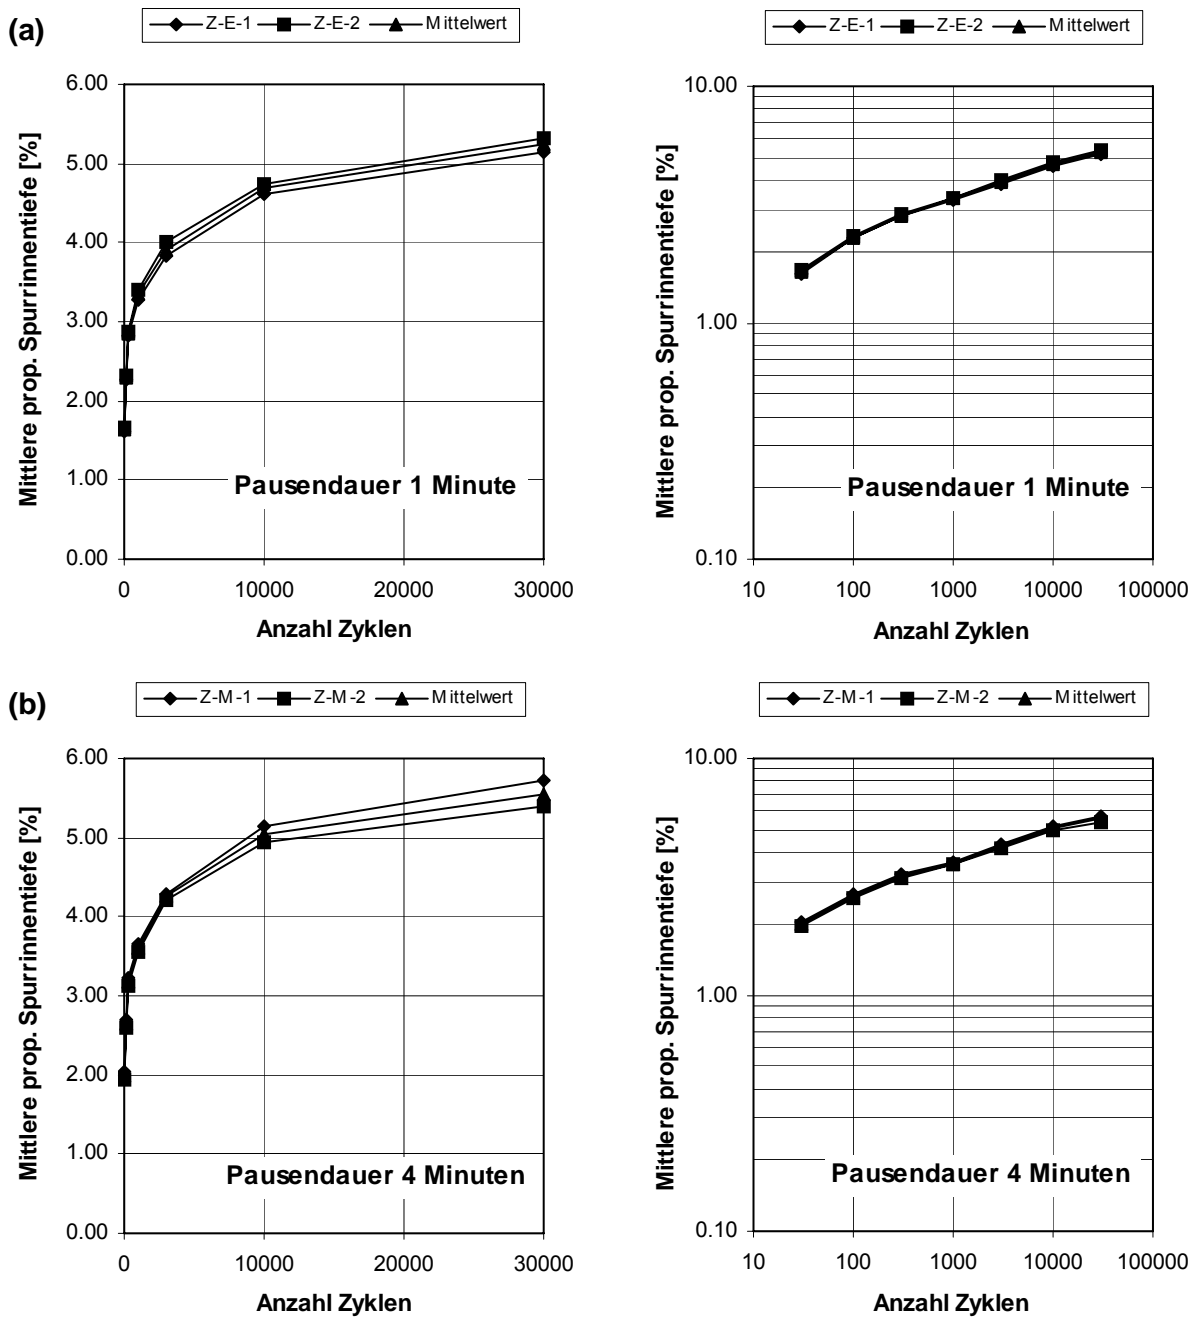 (a)
Z-E-1 Z-E-2 Mittelwert
Mittlere prop. Spurrinnentiefe [%]
6.00
5.00
4.00
3.00
2.00
1.00
0.00
Pausendauer 1 Minute
0 10000 20000 30000
Anzahl Zyklen
Z-E-1 Z-E-2 Mittelwert
Mittlere prop. Spurrinnentiefe [%]
10.00
1.00
0.10
Pausendauer 1 Minute
10 100 1000 10000 100000
Anzahl Zyklen
(b)
Z-M-1 Z-M-2 Mittelwert
Mittlere prop. Spurrinnentiefe [%]
6.00
5.00
4.00
3.00
2.00
1.00
0.00
Pausendauer 4 Minuten
0 10000 20000 30000
Anzahl Zyklen
Z-M-1 Z-M-2 Mittelwert
Mittlere prop. Spurrinnentiefe [%]
10.00
1.00
0.10
Pausendauer 4 Minuten
10 100 1000 10000 100000
Anzahl Zyklen